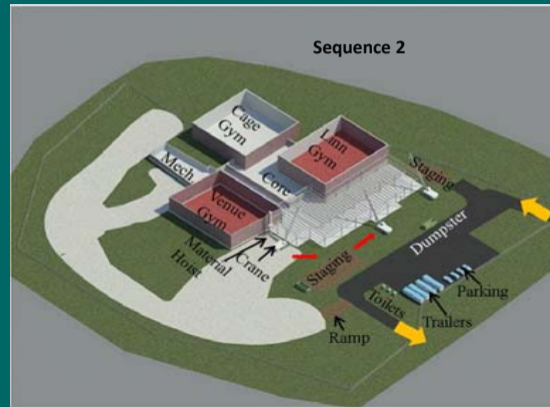 Sequence 2
Cage
Gym
Linn
Gym
Mech
Core
Staging
Venue
Gym
Material
Hoist
Crane
Staging
Dumpster
Toilets
Parking
Trailers
Ramp